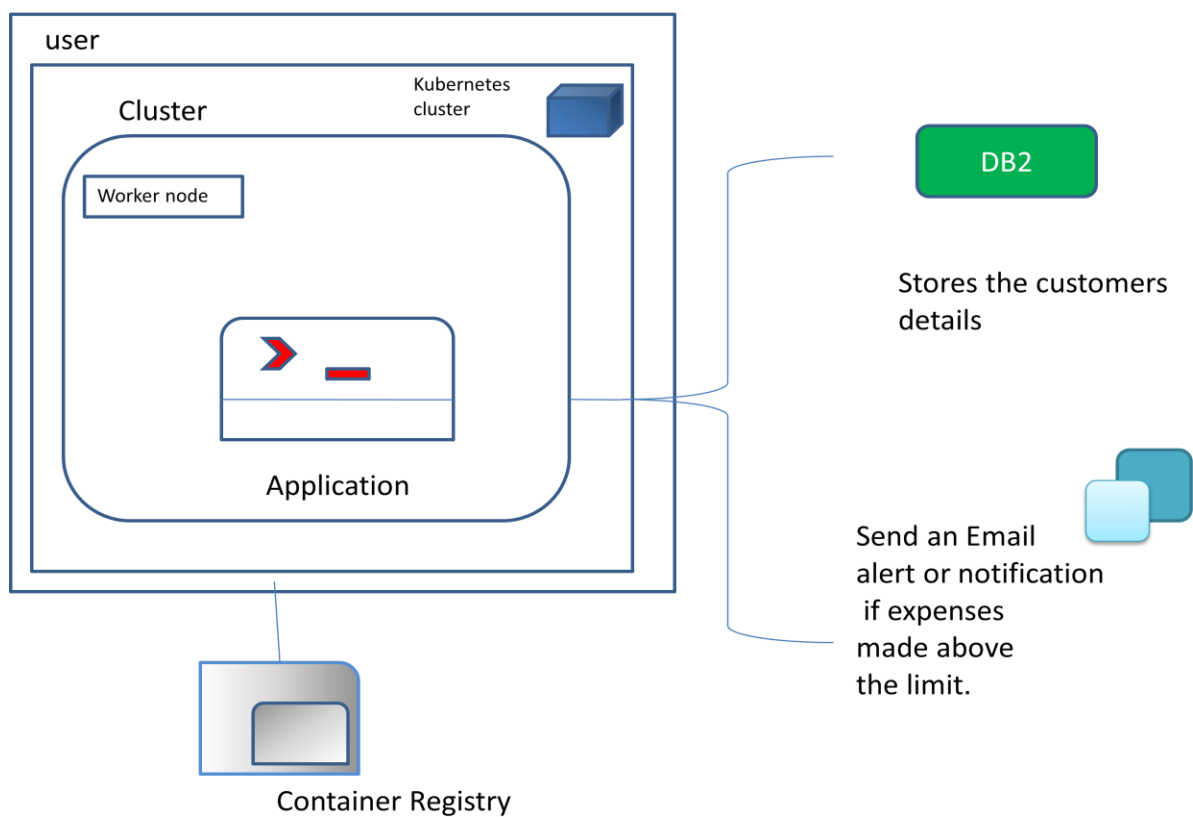 user
Kubernetes
cluster
Cluster
Worker node
Application
DB2
Stores the customers
details
Send an Email
alert or notification
if expenses
made above
the limit.
Container Registry